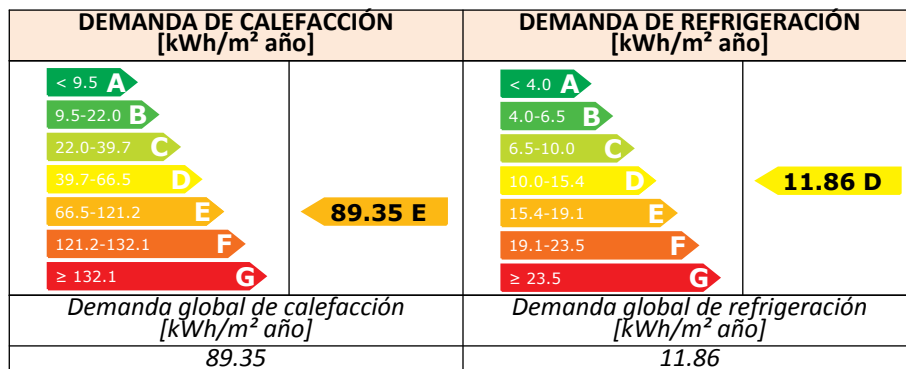 DEMANDA DE CALEFACCIÓN
[kWh/m² año]
DEMANDA DE REFRIGERACIÓN
[kWh/m² año]
< 9.5 A
9.5-22.0 B
22.0-39.7 C
39.7-66.5 D
66.5-121.2 E
121.2-132.1 F
≥ 132.1 G
89.35 E
< 4.0 A
4.0-6.5 B
6.5-10.0 C
10.0-15.4 D
15.4-19.1 E
19.1-23.5 F
≥ 23.5 G
11.86 D
Demanda global de calefacción
[kWh/m² año]
Demanda global de refrigeración
[kWh/m² año]
89.35
11.86